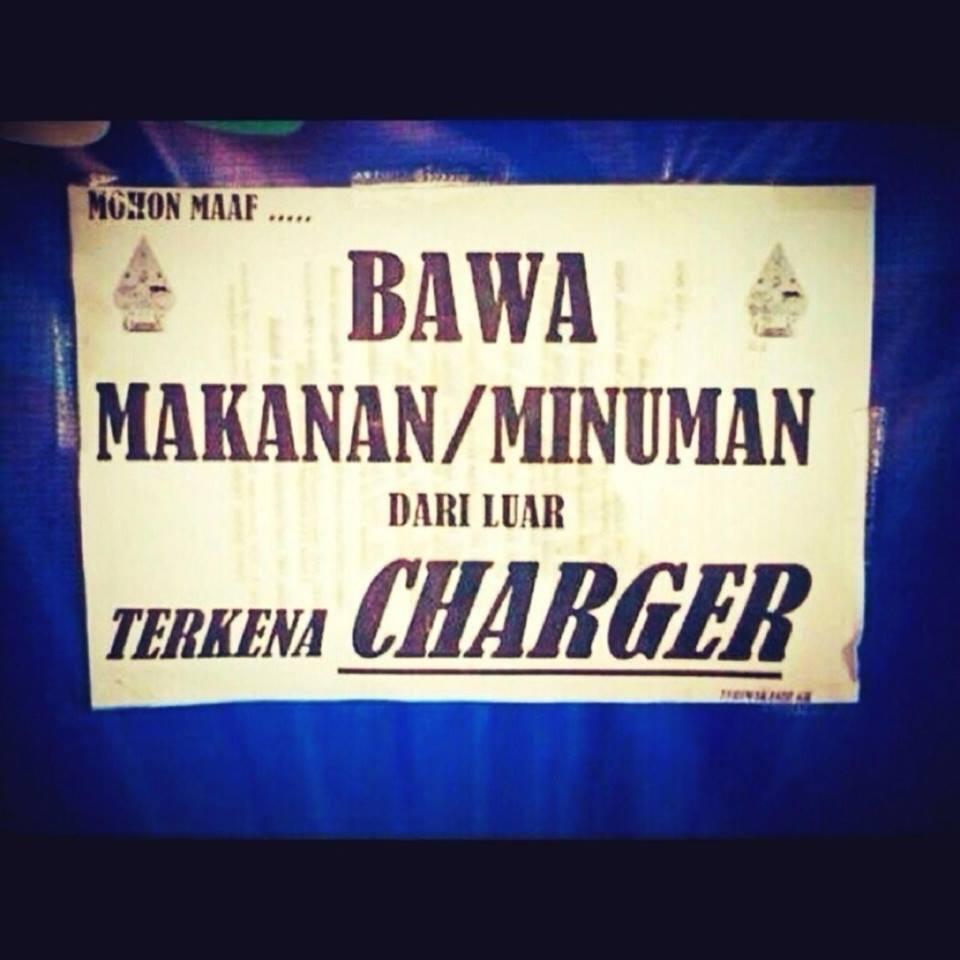 MOHON MAAF .....
BAWA
MAKANAN/MINUMAN
DARI LUAR
TERKENA CHARGER